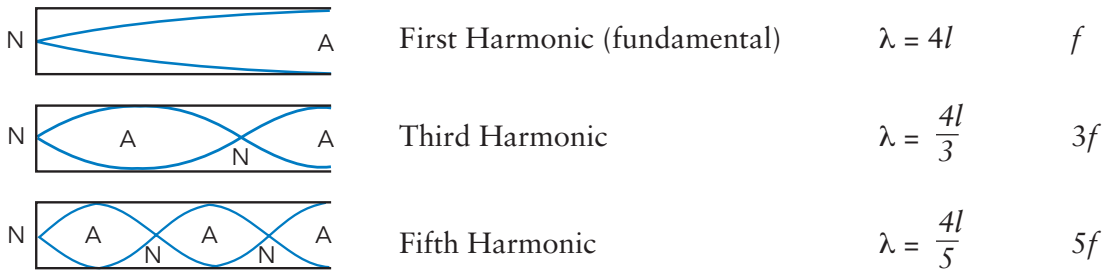 N A First Harmonic (fundamental) λ = 4l f
N A N A Third Harmonic λ = 4l/3 3f
N A N A N A Fifth Harmonic λ = 4l/5 5f